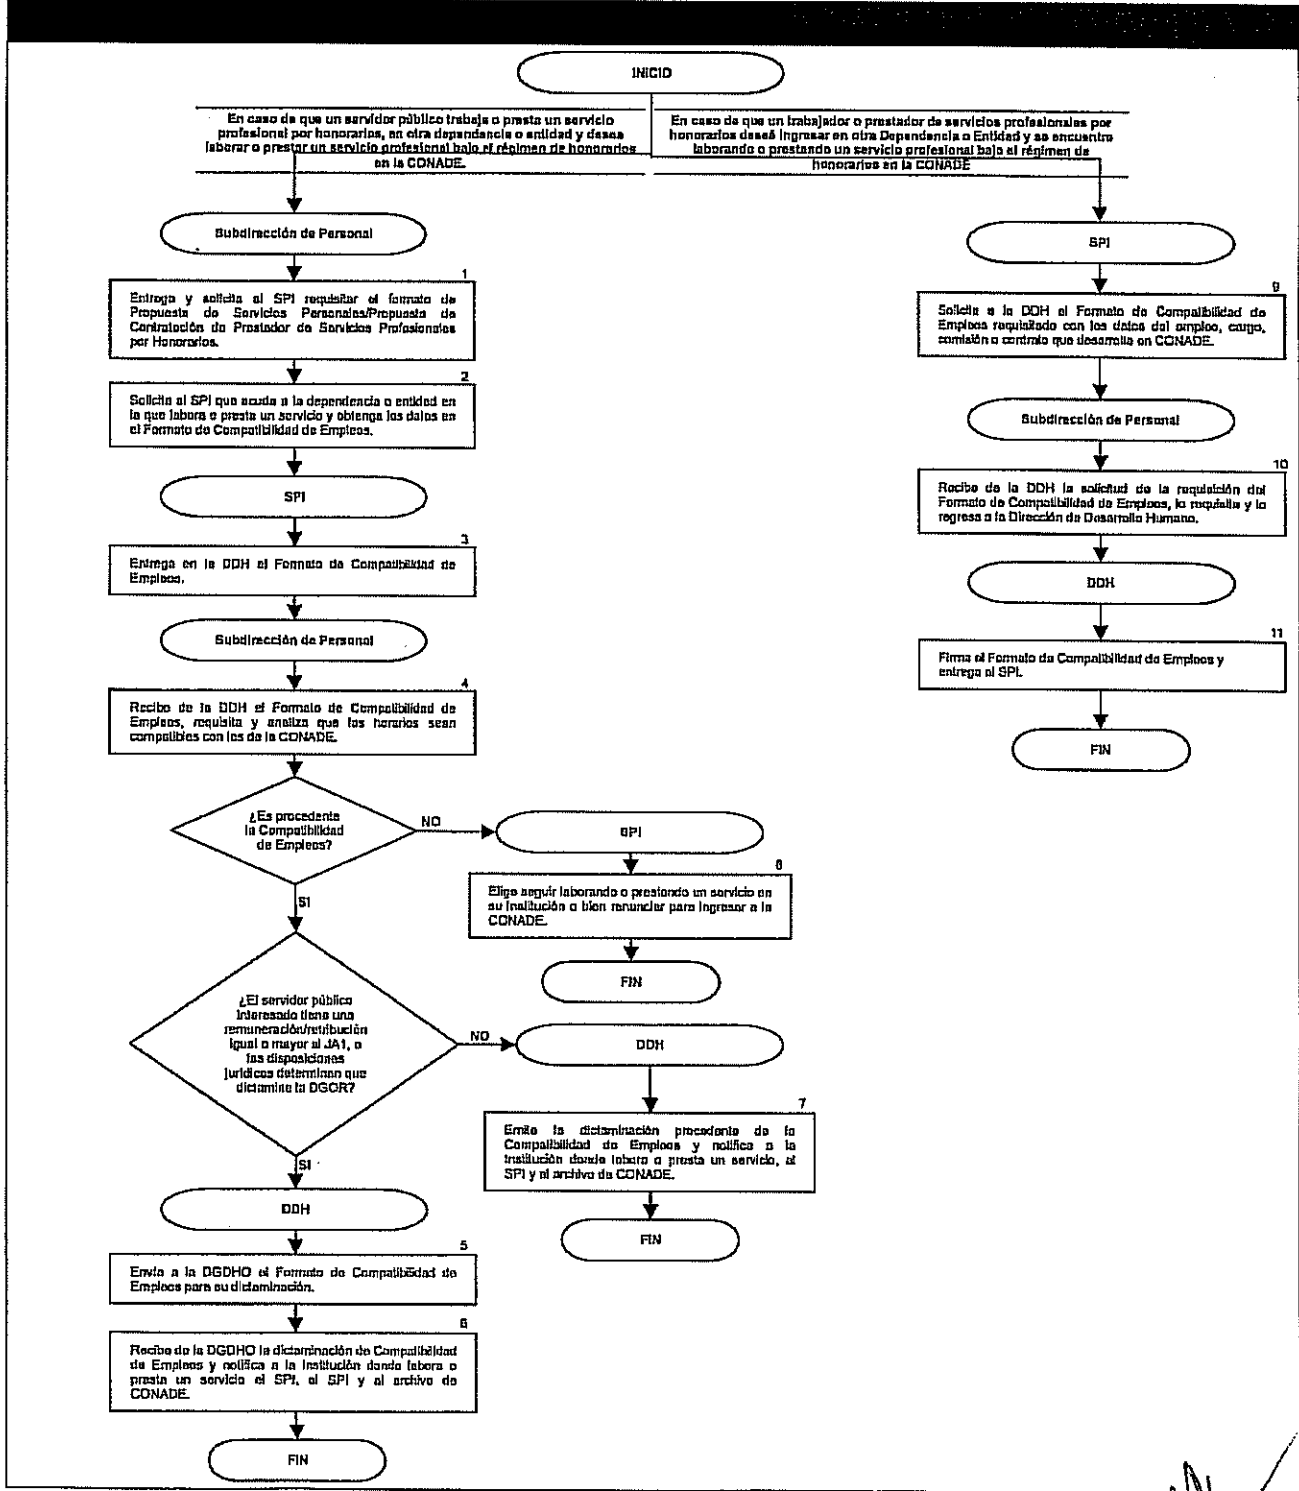 INICIO
En caso de que un servidor público trabaja o presta un servicio
profesional por honorarios, en otra dependencia o entidad y desea
laborar o prestar un servicio profesional bajo el régimen de honorarios
en la CONADE.
En caso de que un trabajador o prestador de servicios profesionales por
honorarios deseé ingresar en otra Dependencia o Entidad y se encuentre
laborando o prestando un servicio profesional bajo el régimen de
honorarios en la CONADE
Subdirección de Personal
1
Entrega y solicita al SPI requisitar el formato de
Propuesta de Servicios Personales/Propuesta de
Contratación de Prestador de Servicios Profesionales
por Honorarios.
2
Solicita al SPI que acuda a la dependencia o entidad en
la que labora o presta un servicio y obtenga los datos en
el Formato de Compatibilidad de Empleos.
SPI
3
Entrega en la DDH el Formato de Compatibilidad de
Empleos.
Subdirección de Personal
4
Recibe de la DDH el Formato de Compatibilidad de
Empleos, requisita y analiza que los horarios sean
compatibles con los de la CONADE.
¿Es procedente
la Compatibilidad
de Empleos?
NO
SPI
8
Elige seguir laborando o prestando un servicio en
su Institución o bien renunciar para ingresar a la
CONADE.
FIN
SI
¿El servidor público
interesado tiene una
remuneración/retribución
igual o mayor al JA1, o
las disposiciones
jurídicas determinan que
dictamine la DGOR?
NO
DDH
7
Emite la dictaminación procedente de la
Compatibilidad de Empleos y notifica a la
Institución donde labora o presta un servicio, al
SPI y al archivo de CONADE.
FIN
SI
DDH
5
Envía a la DGDHO el Formato de Compatibilidad de
Empleos para su dictaminación.
6
Recibe de la DGDHO la dictaminación de Compatibilidad
de Empleos y notifica a la Institución donde labora o
presta un servicio el SPI, al SPI y al archivo de
CONADE.
FIN
SPI
9
Solicita a la DDH el Formato de Compatibilidad de
Empleos requisitado con los datos del empleo, cargo,
comisión o contrato que desarrolla en CONADE.
Subdirección de Personal
10
Recibe de la DDH la solicitud de la requisición del
Formato de Compatibilidad de Empleos, lo requisita y lo
regresa a la Dirección de Desarrollo Humano.
DDH
11
Firma el Formato de Compatibilidad de Empleos y
entrega al SPI.
FIN